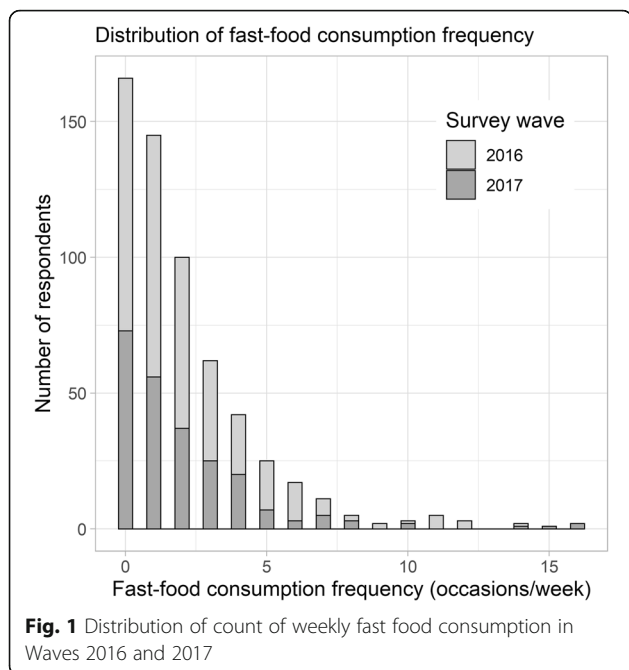 Distribution of fast-food consumption frequency
Number of respondents
150
100
50
0
Survey wave
2016
2017
0
5
10
15
Fast-food consumption frequency (occasions/week)
Fig. 1 Distribution of count of weekly fast food consumption in
Waves 2016 and 2017